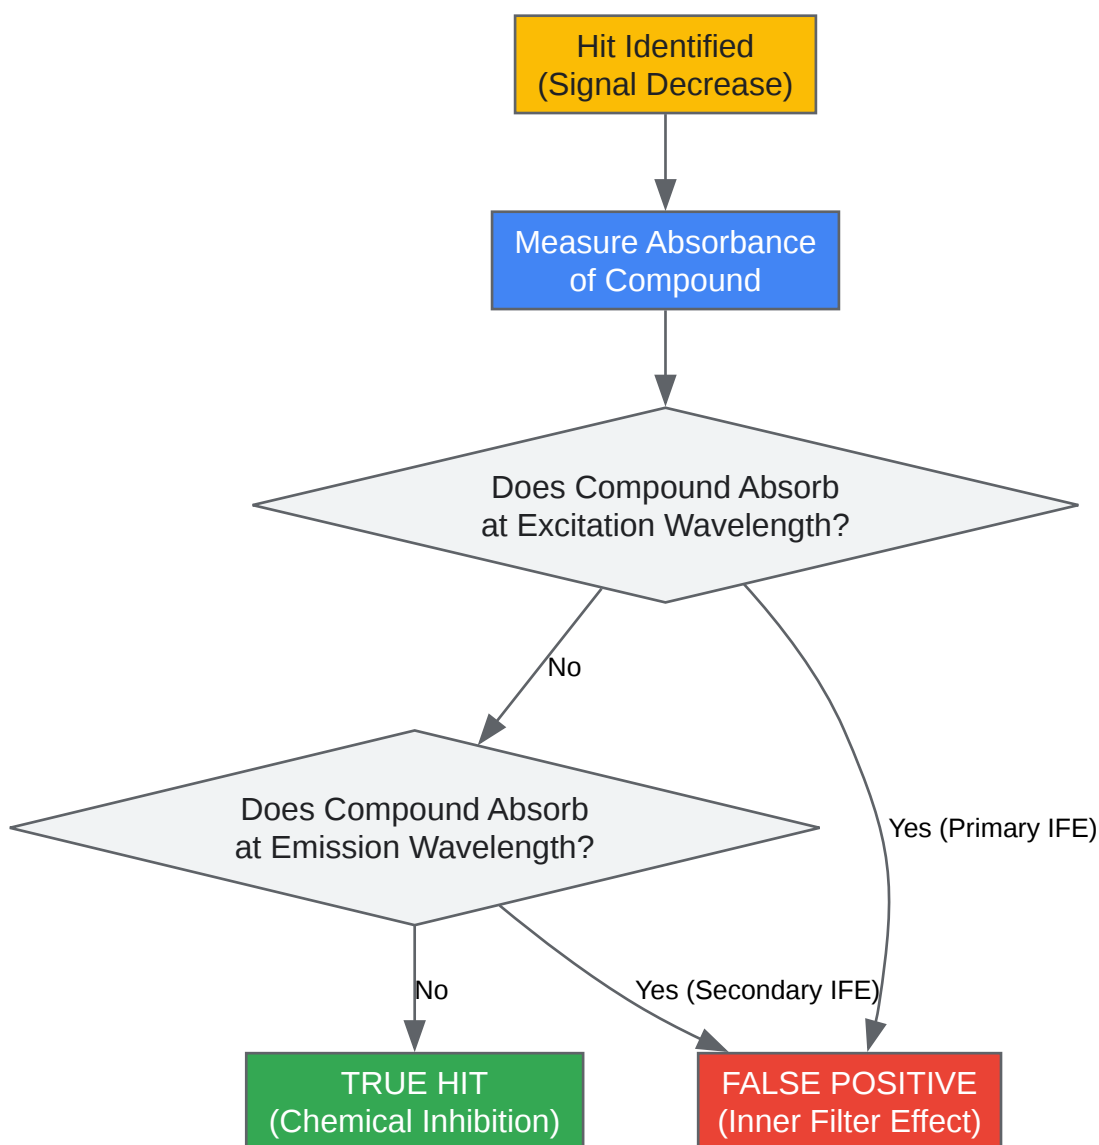 Hit Identified
(Signal Decrease)
Measure Absorbance
of Compound
Does Compound Absorb
at Excitation Wavelength?
No
Does Compound Absorb
at Emission Wavelength?
Yes (Primary IFE)
No
Yes (Secondary IFE)
TRUE HIT
(Chemical Inhibition)
FALSE POSITIVE
(Inner Filter Effect)